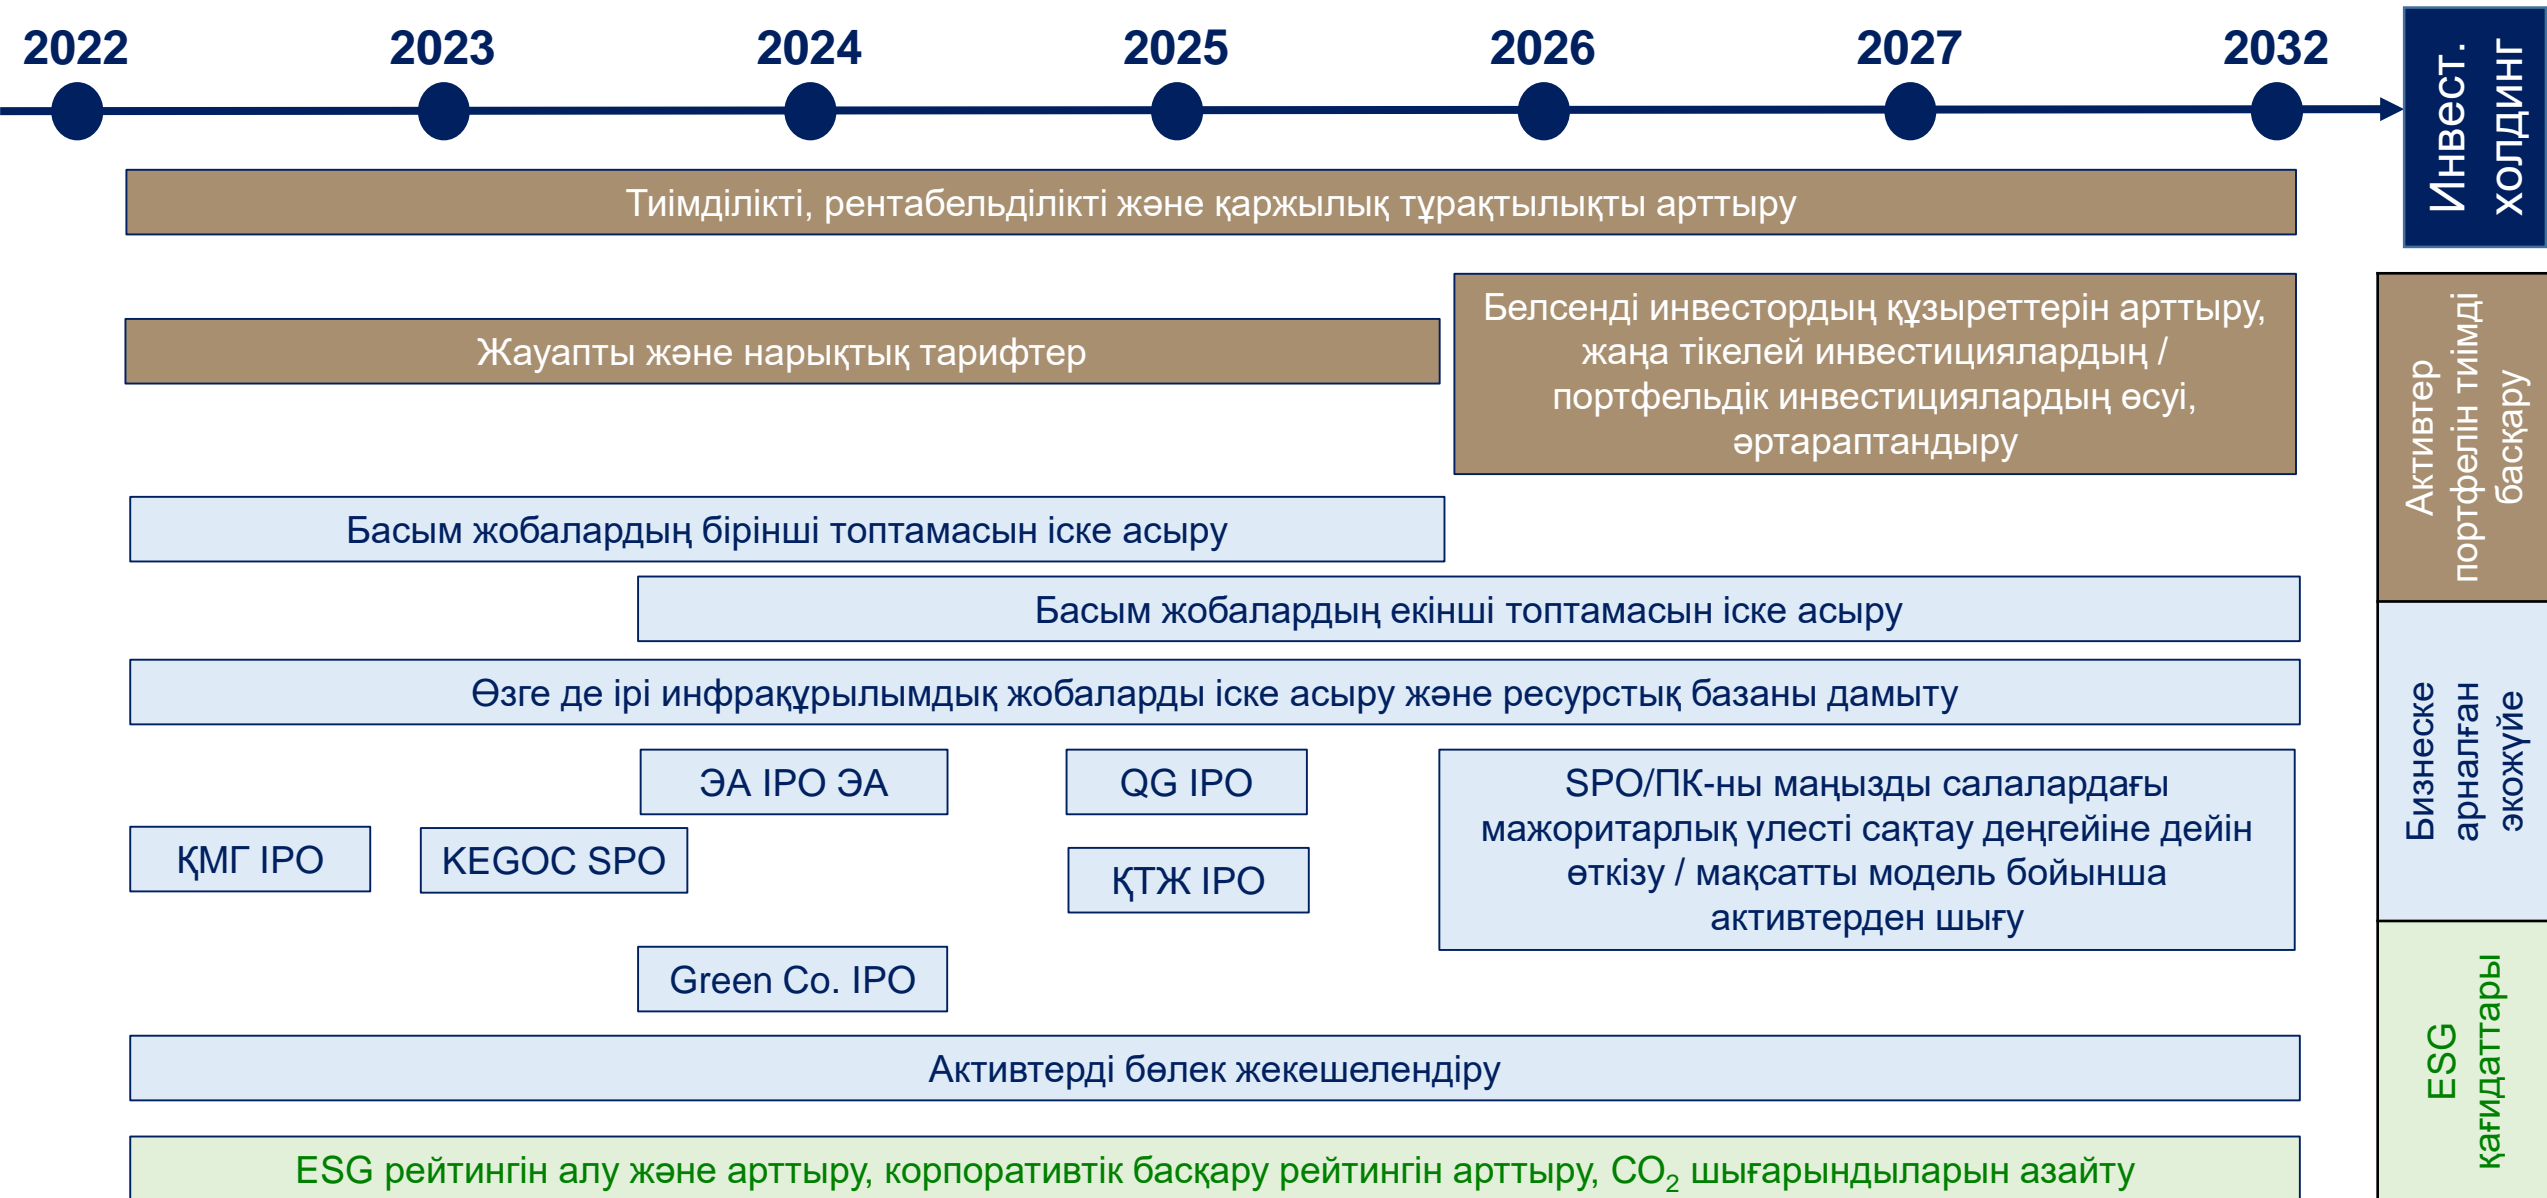 2022 2023 2024 2025 2026 2027 2032
Инвест.
холдинг
Тиімділікті, рентабельділікті және қаржылық тұрақтылықты арттыру
Жауапты және нарықтық тарифтер
Белсенді инвестордың құзыреттерін арттыру,
жаңа тікелей инвестициялардың /
портфельдік инвестициялардың өсуі,
әртараптандыру
Активтер
портфелін тиімді
басқару
Басым жобалардың бірінші топтамасын іске асыру
Басым жобалардың екінші топтамасын іске асыру
Өзге де ірі инфрақұрылымдық жобаларды іске асыру және ресурстық базаны дамыту
Бизнеске
арналған
экожүйе
ЭА IPO ЭА
QG IPO
ҚМГ IPO
KEGOC SPO
ҚТЖ IPO
SPO/ПК-ны маңызды салалардағы
мажоритарлық үлесті сақтау деңгейіне дейін
өткізу / мақсатты модель бойынша
активтерден шығу
Green Co. IPO
Активтерді бөлек жекешелендіру
ESG
қағидаттары
ESG рейтингін алу және арттыру, корпоративтік басқару рейтингін арттыру, CO₂ шығарындыларын азайту